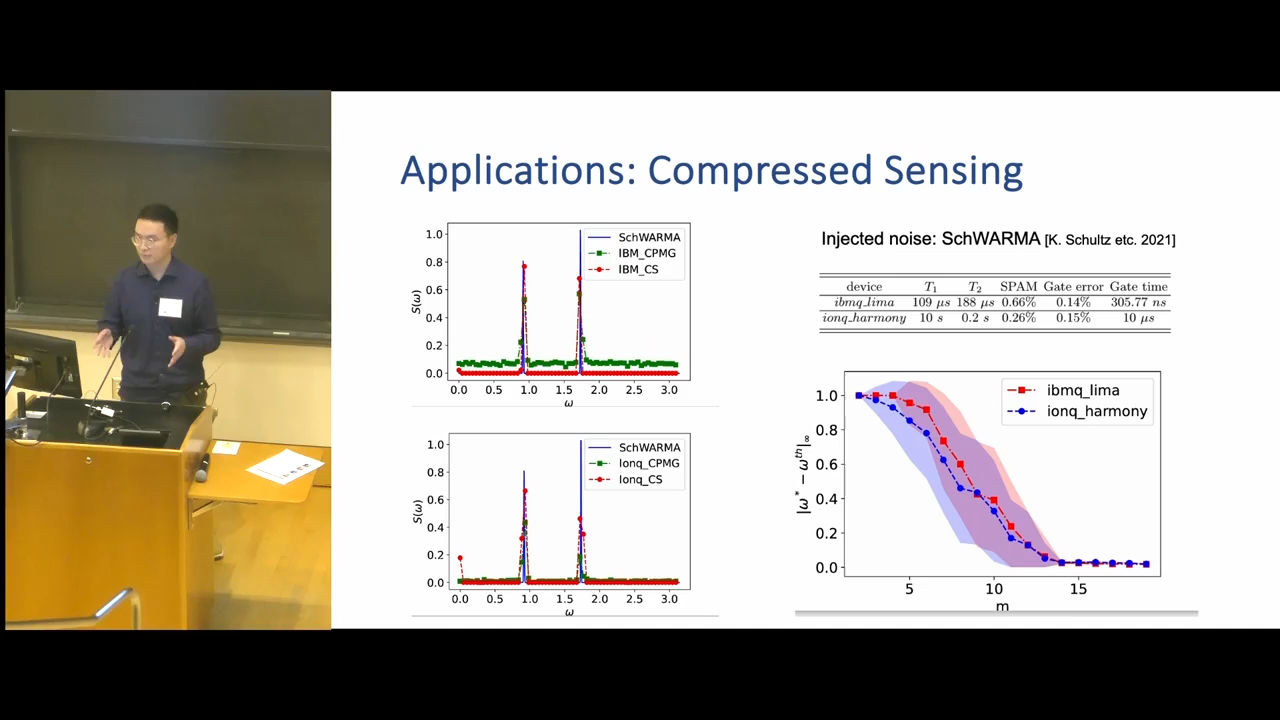 Applications: Compressed Sensing
1.0
0.8
0.6
0.4
0.2
0.0
S(ω)
SchWARMA
IBM_CPMG
IBM_CS
0.0 0.5 1.0 1.5 2.0 2.5 3.0
ω
1.0
0.8
0.6
0.4
0.2
0.0
S(ω)
SchWARMA
Ionq_CPMG
Ionq_CS
0.0 0.5 1.0 1.5 2.0 2.5 3.0
ω
Injected noise: SchWARMA [K. Schultz etc. 2021]
device T₁ T₂ SPAM Gate error Gate time
ibmq_lima 109 μs 188 μs 0.66% 0.14% 305.77 ns
ionq_harmony 10 s 0.2 s 0.26% 0.15% 10 μs
1.0
0.8
0.6
0.4
0.2
0.0
|ω* − ωᵗʰ|∞
ibmq_lima
ionq_harmony
5 10 15
m